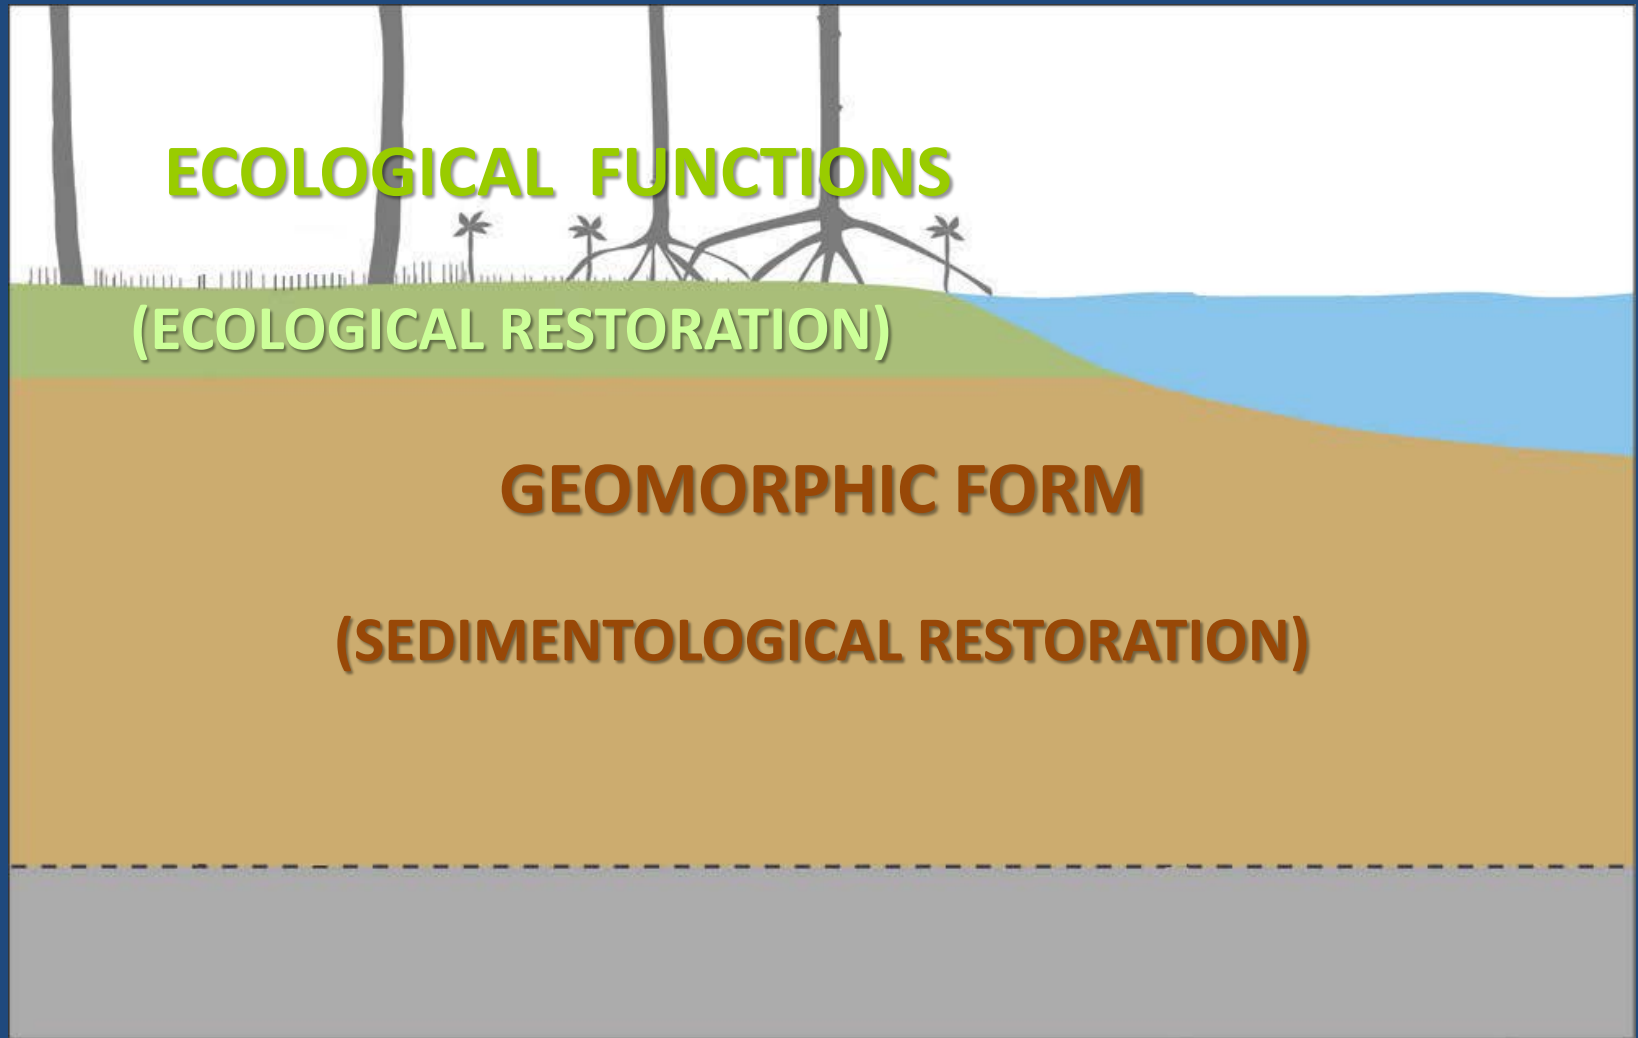 ECOLOGICAL FUNCTIONS
(ECOLOGICAL RESTORATION)
GEOMORPHIC FORM
(SEDIMENTOLOGICAL RESTORATION)